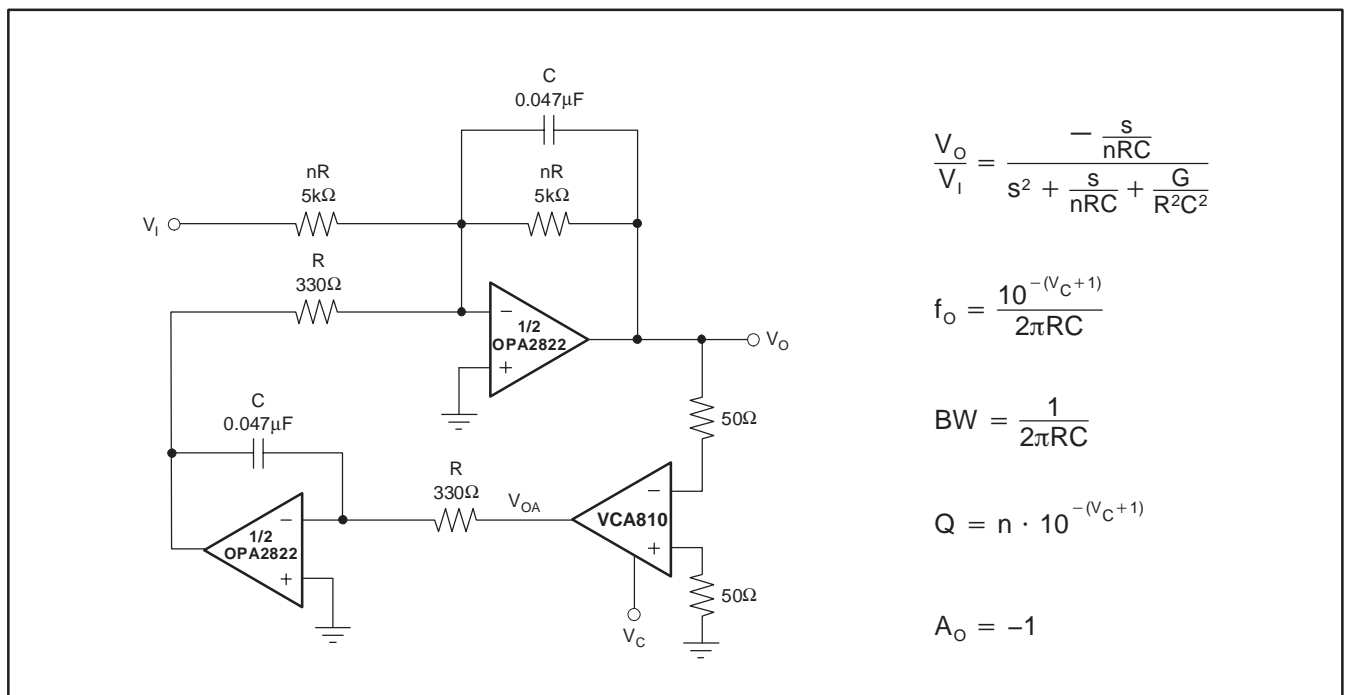 C
0.047μF
nR
5kΩ
nR
5kΩ
V_I
R
330Ω
−
+
1/2
OPA2822
V_O
50Ω
C
0.047μF
R
330Ω
V_OA
−
+
VCA810
−
+
1/2
OPA2822
50Ω
V_C
V_O/V_I = (− s/nRC)/(s² + s/nRC + G/R²C²)
f_O = 10^−(V_C+1)/2πRC
BW = 1/2πRC
Q = n · 10^−(V_C+1)
A_O = −1